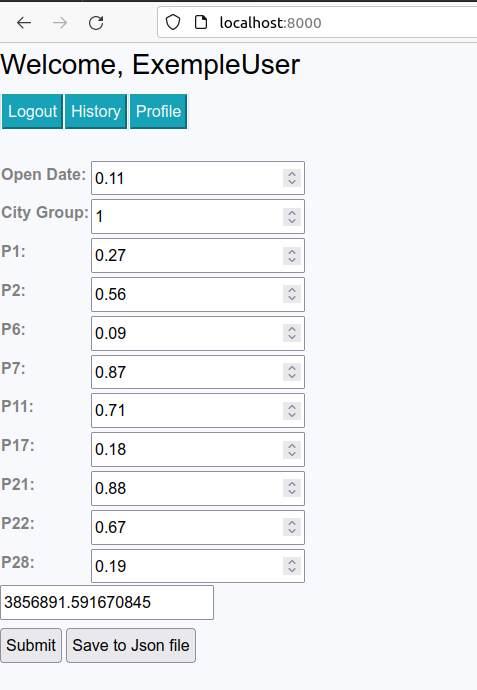 localhost:8000
Welcome, ExempleUser
Logout History Profile
Open Date: 0.11
City Group: 1
P1: 0.27
P2: 0.56
P6: 0.09
P7: 0.87
P11: 0.71
P17: 0.18
P21: 0.88
P22: 0.67
P28: 0.19
3856891.591670845
Submit Save to Json file